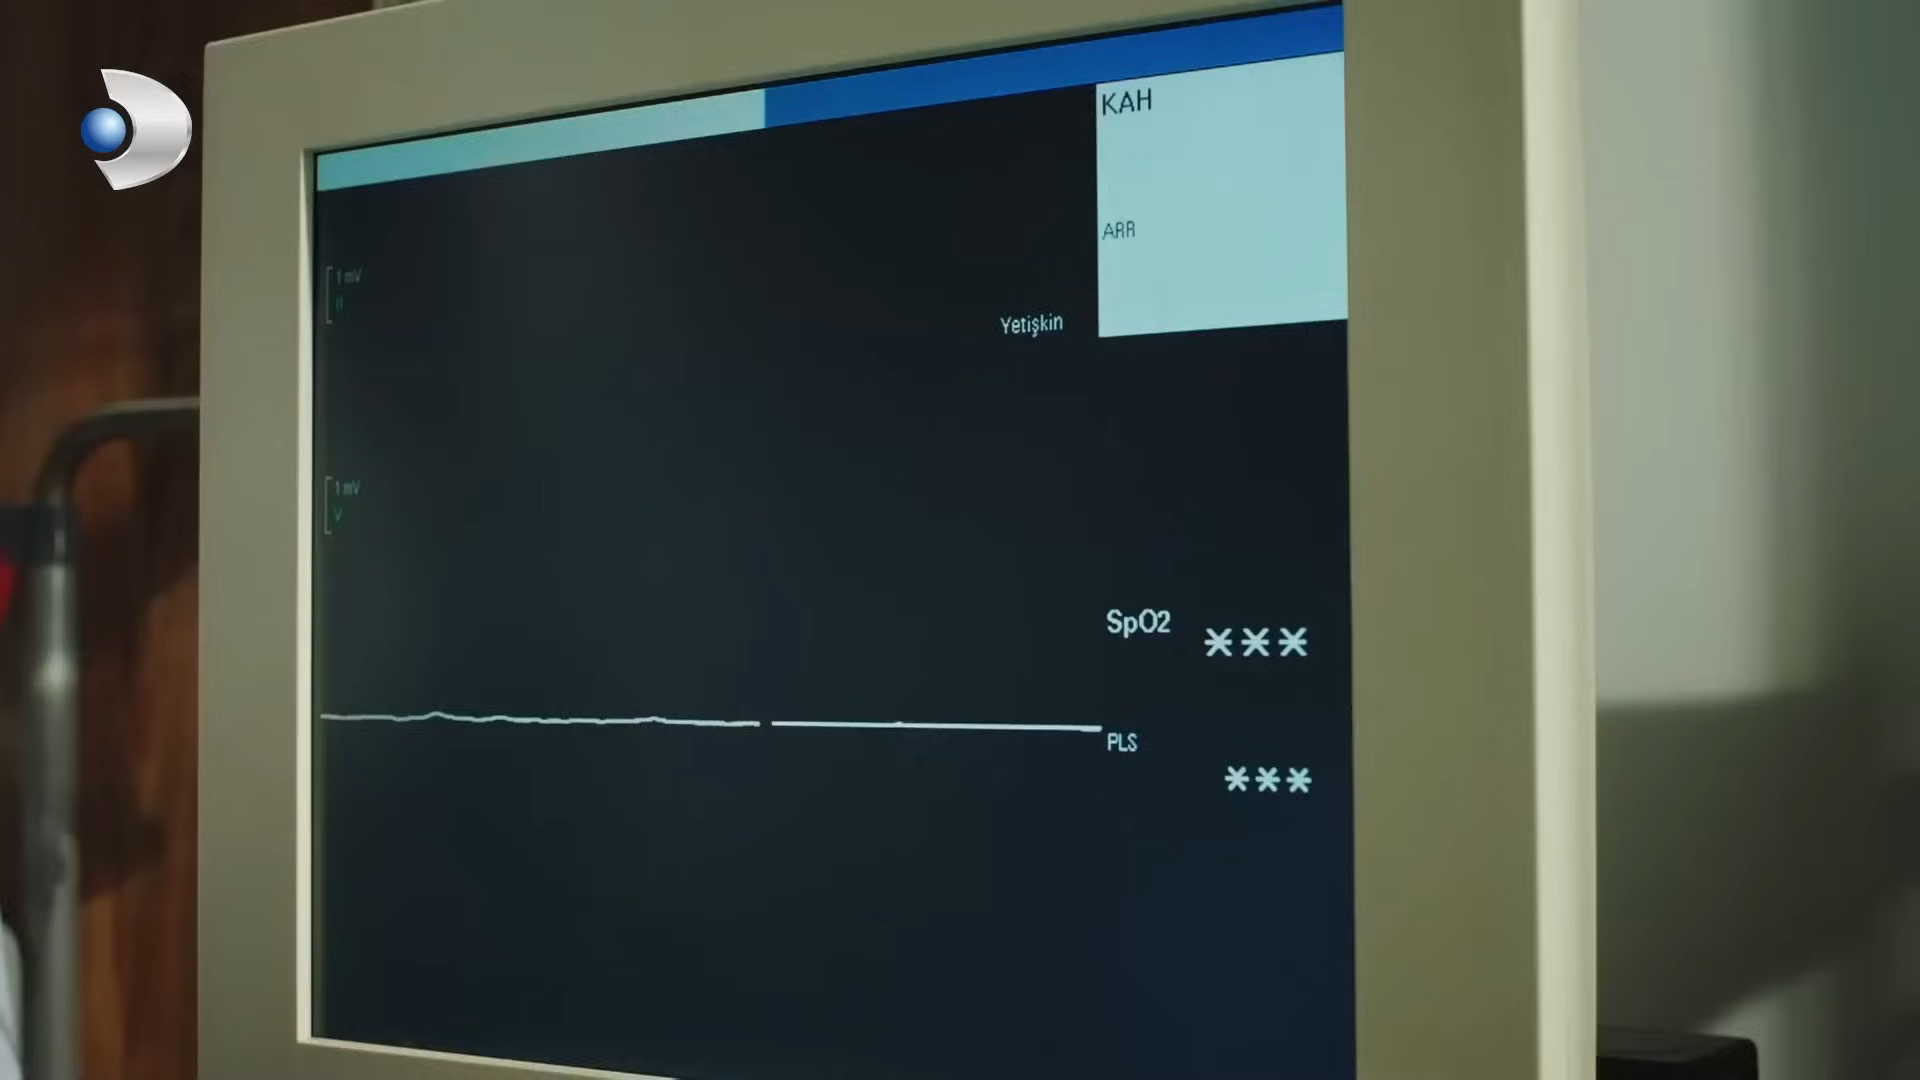 KAH
ARR
1 mV
II
Yetişkin
1 mV
V
SpO2
***
PLS
***